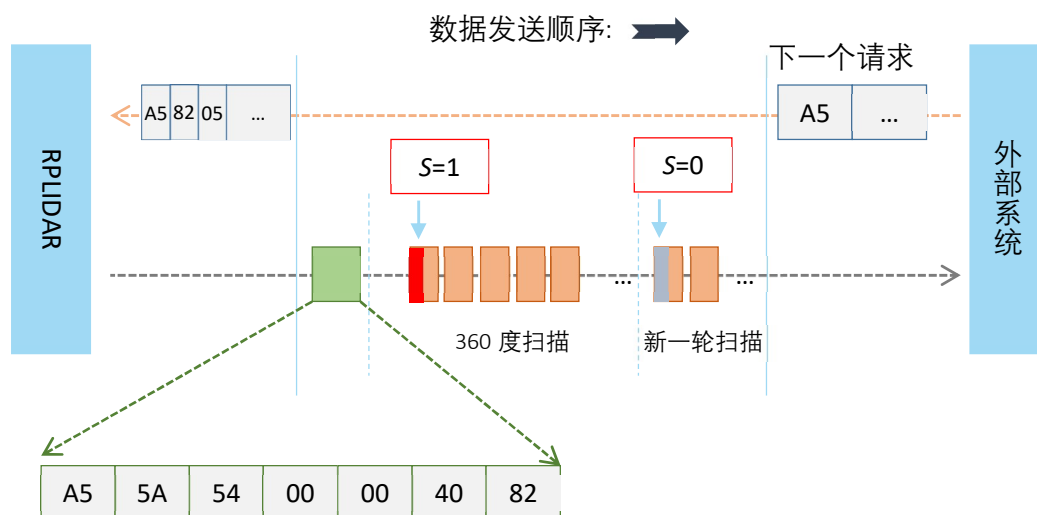 数据发送顺序:
下一个请求
A5 82 05 ...
A5 ...
RPLIDAR
外部系统
S=1
S=0
...
...
360 度扫描
新一轮扫描
A5 5A 54 00 00 40 82